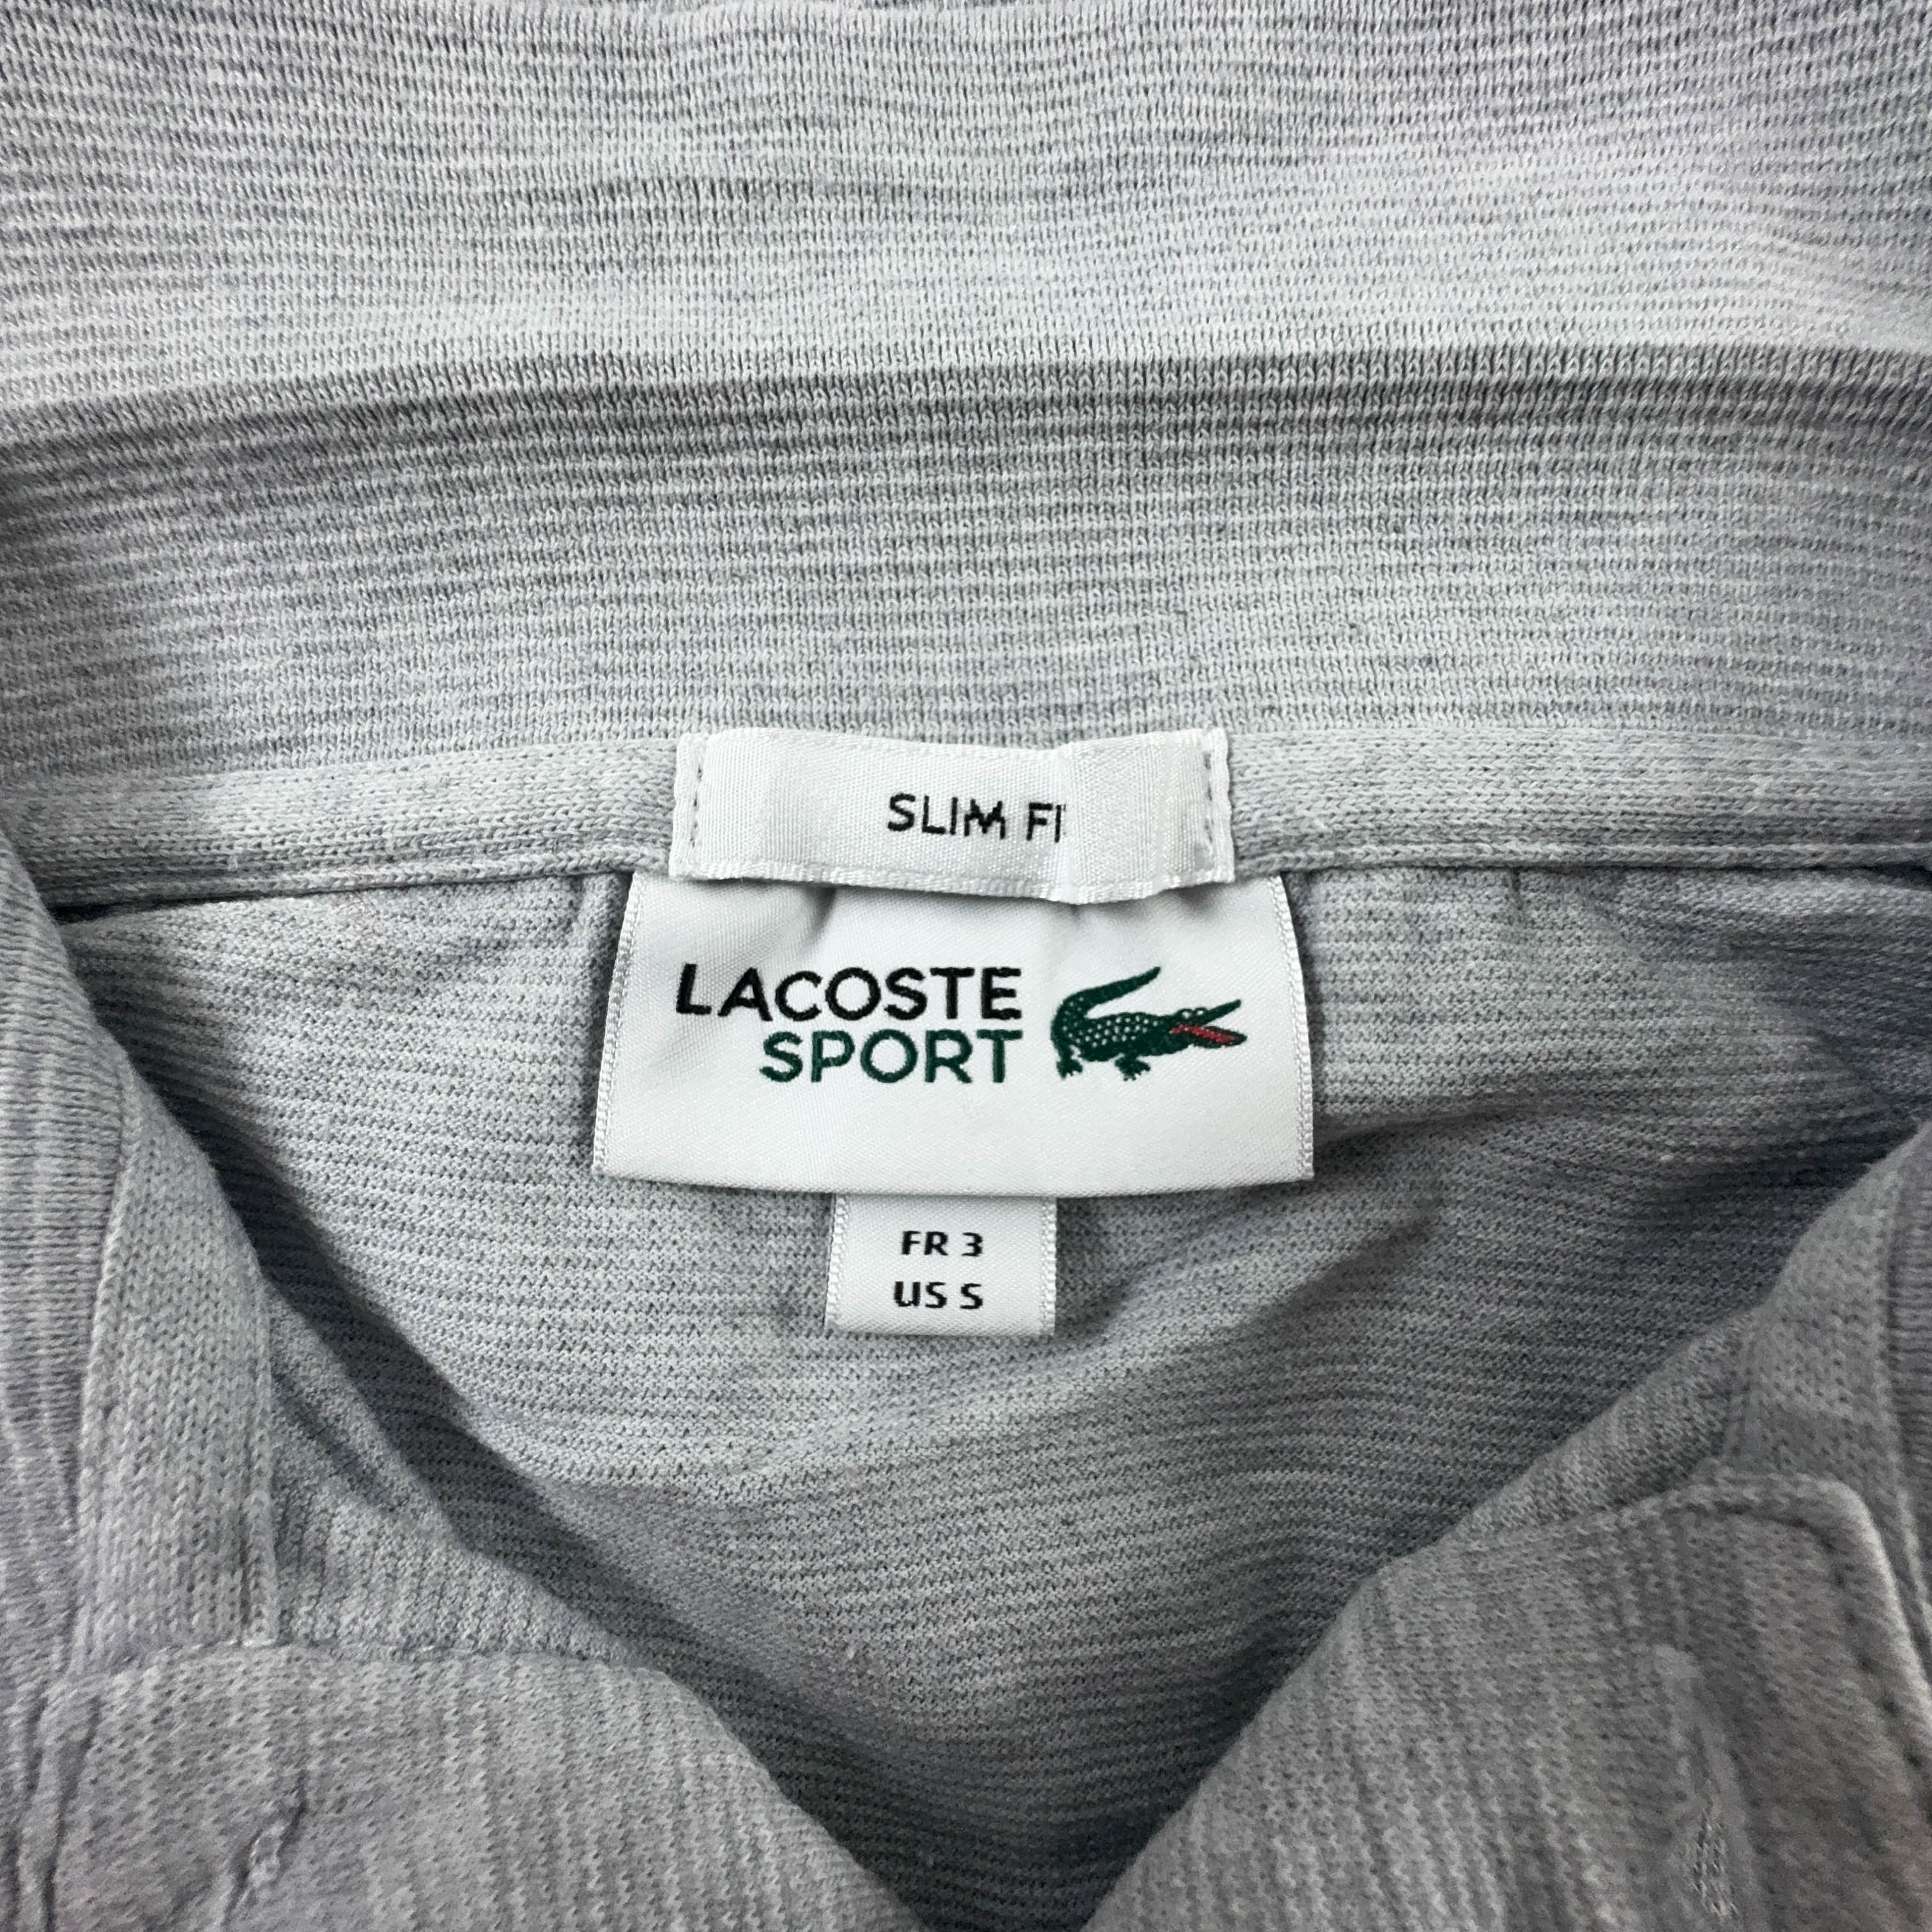 SLIM FI
LACOSTE
SPORT
FR 3
US S